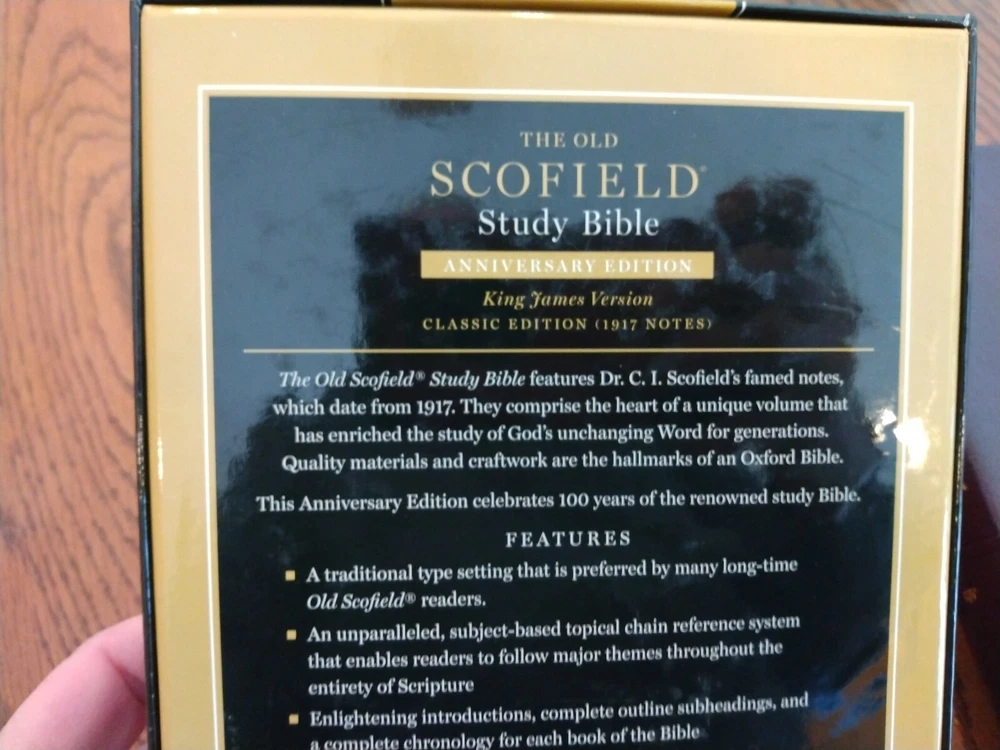 THE OLD
SCOFIELD®
Study Bible
ANNIVERSARY EDITION
King James Version
CLASSIC EDITION (1917 NOTES)
The Old Scofield® Study Bible features Dr. C. I. Scofield's famed notes,
which date from 1917. They comprise the heart of a unique volume that
has enriched the study of God's unchanging Word for generations.
Quality materials and craftwork are the hallmarks of an Oxford Bible.
This Anniversary Edition celebrates 100 years of the renowned study Bible.
FEATURES
■ A traditional type setting that is preferred by many long-time
Old Scofield® readers.
■ An unparalleled, subject-based topical chain reference system
that enables readers to follow major themes throughout the
entirety of Scripture
■ Enlightening introductions, complete outline subheadings, and
a complete chronology for each book of the Bible